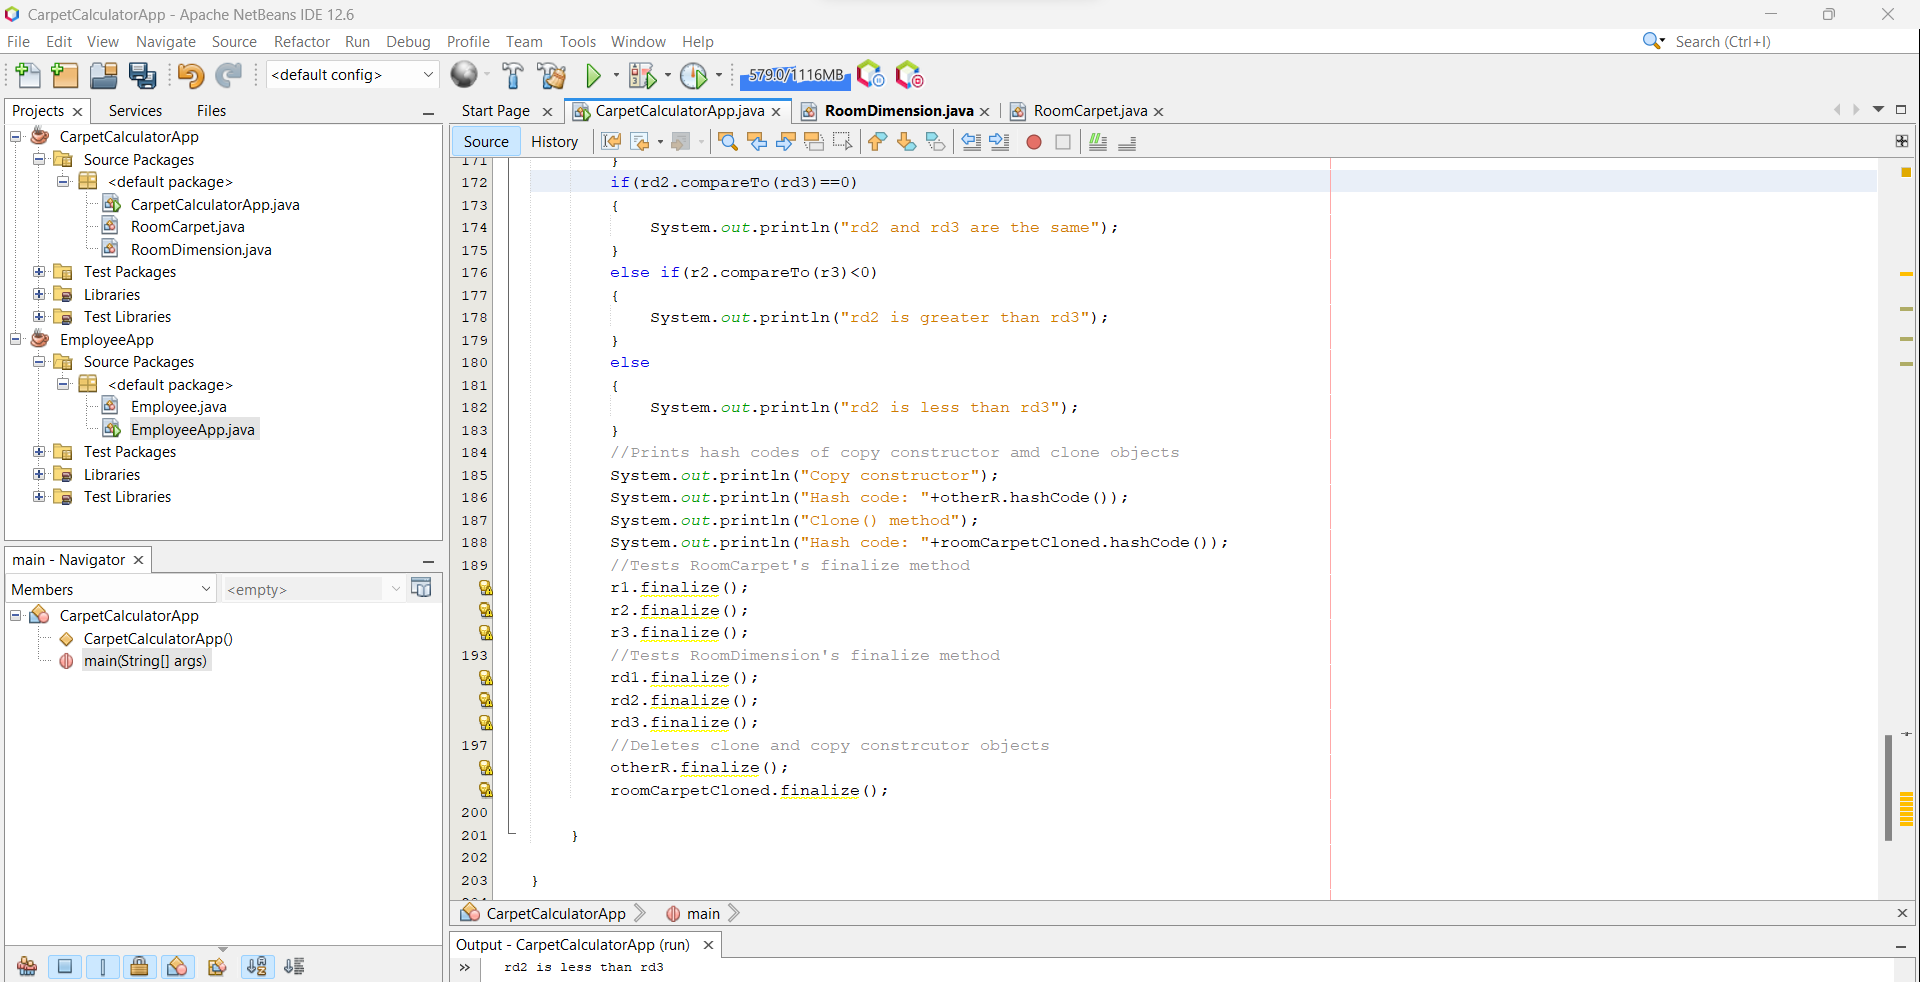 CarpetCalculatorApp - Apache NetBeans IDE 12.6
File Edit View Navigate Source Refactor Run Debug Profile Team Tools Window Help
Search (Ctrl+I)
<default config>
579.0/1116MB
Projects Services Files
CarpetCalculatorApp
Source Packages
<default package>
CarpetCalculatorApp.java
RoomCarpet.java
RoomDimension.java
Test Packages
Libraries
Test Libraries
EmployeeApp
Source Packages
<default package>
Employee.java
EmployeeApp.java
Test Packages
Libraries
Test Libraries
main - Navigator
Members
<empty>
CarpetCalculatorApp
CarpetCalculatorApp()
main(String[] args)
Start Page CarpetCalculatorApp.java RoomDimension.java RoomCarpet.java
Source History
171 }
172 if(rd2.compareTo(rd3)==0)
173 {
174 System.out.println("rd2 and rd3 are the same");
175 }
176 else if(r2.compareTo(r3)<0)
177 {
178 System.out.println("rd2 is greater than rd3");
179 }
180 else
181 {
182 System.out.println("rd2 is less than rd3");
183 }
184 //Prints hash codes of copy constructor amd clone objects
185 System.out.println("Copy constructor");
186 System.out.println("Hash code: "+otherR.hashCode());
187 System.out.println("Clone() method");
188 System.out.println("Hash code: "+roomCarpetCloned.hashCode());
189 //Tests RoomCarpet's finalize method
r1.finalize();
r2.finalize();
r3.finalize();
193 //Tests RoomDimension's finalize method
rd1.finalize();
rd2.finalize();
rd3.finalize();
197 //Deletes clone and copy constrcutor objects
otherR.finalize();
roomCarpetCloned.finalize();
200
201 }
202
203 }
CarpetCalculatorApp main
Output - CarpetCalculatorApp (run)
rd2 is less than rd3